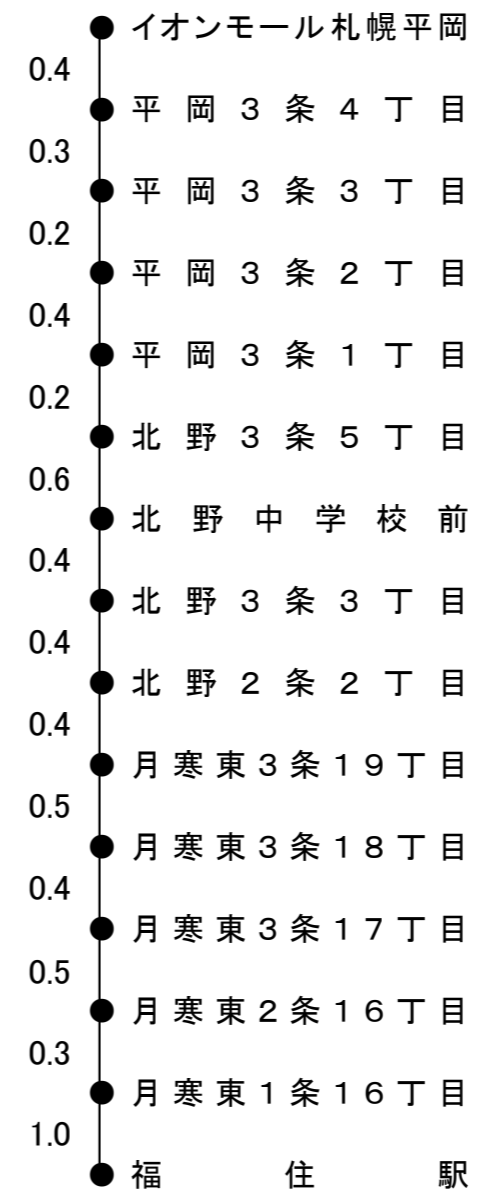 イオンモール札幌平岡
0.4
平岡３条４丁目
0.3
平岡３条３丁目
0.2
平岡３条２丁目
0.4
平岡３条１丁目
0.2
北野３条５丁目
0.6
北野中学校前
0.4
北野３条３丁目
0.4
北野２条２丁目
0.4
月寒東３条１９丁目
0.5
月寒東３条１８丁目
0.4
月寒東３条１７丁目
0.5
月寒東２条１６丁目
0.3
月寒東１条１６丁目
1.0
福住駅